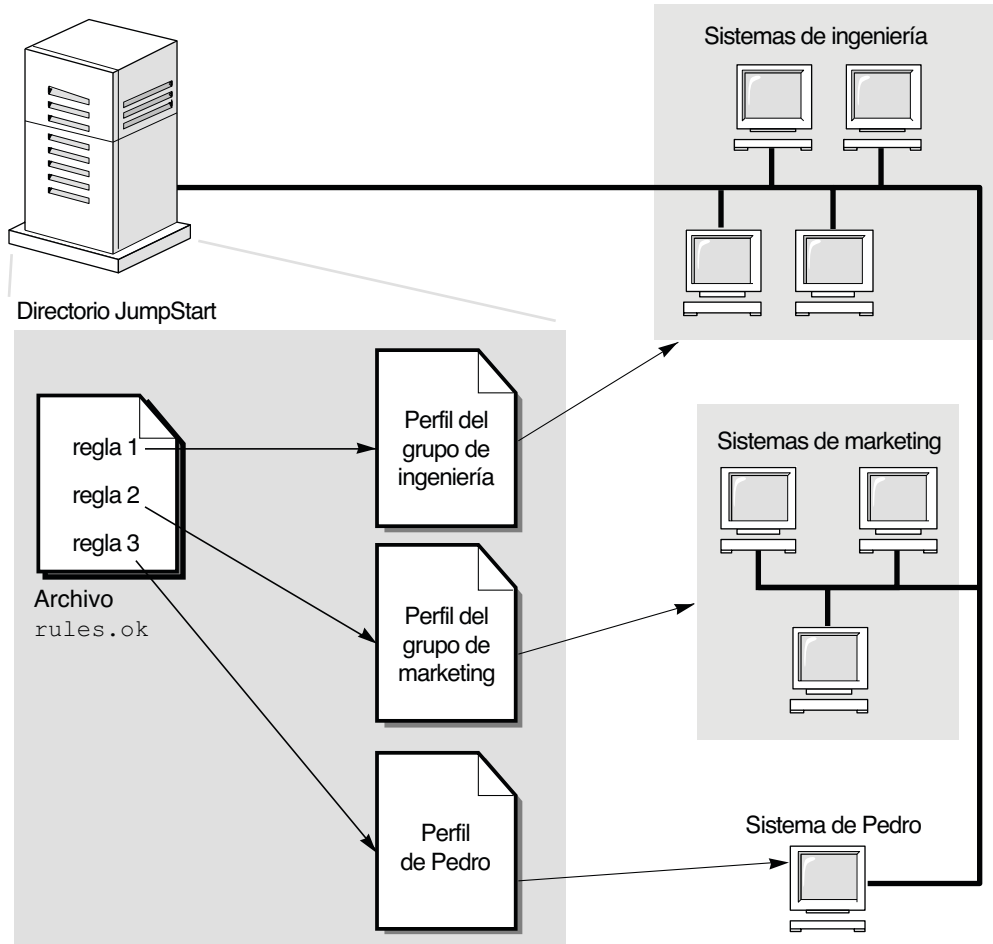 Sistemas de ingeniería
Directorio JumpStart
regla 1
regla 2
regla 3
Archivo
rules.ok
Perfil del
grupo de
ingeniería
Perfil del
grupo de
marketing
Perfil
de Pedro
Sistemas de marketing
Sistema de Pedro